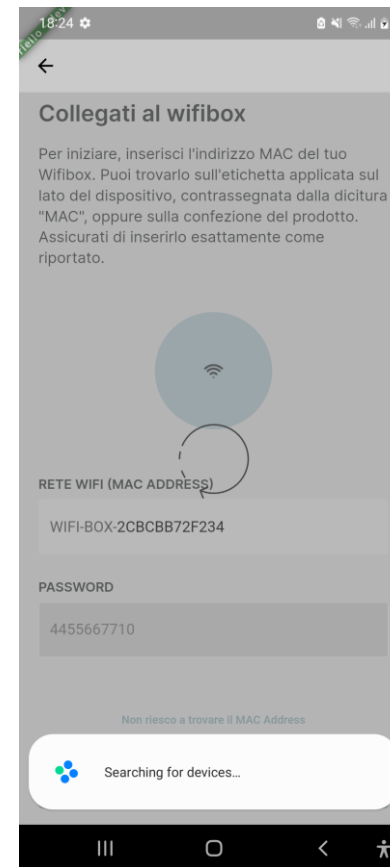 18:24
Collegati al wifibox
Per iniziare, inserisci l'indirizzo MAC del tuo
Wifibox. Puoi trovarlo sull'etichetta applicata sul
lato del dispositivo, contrassegnata dalla dicitura
"MAC", oppure sulla confezione del prodotto.
Assicurati di inserirlo esattamente come
riportato.
RETE WIFI (MAC ADDRESS)
WIFI-BOX-2CBCBB72F234
PASSWORD
4455667710
Non riesco a trovare il MAC Address
Searching for devices...